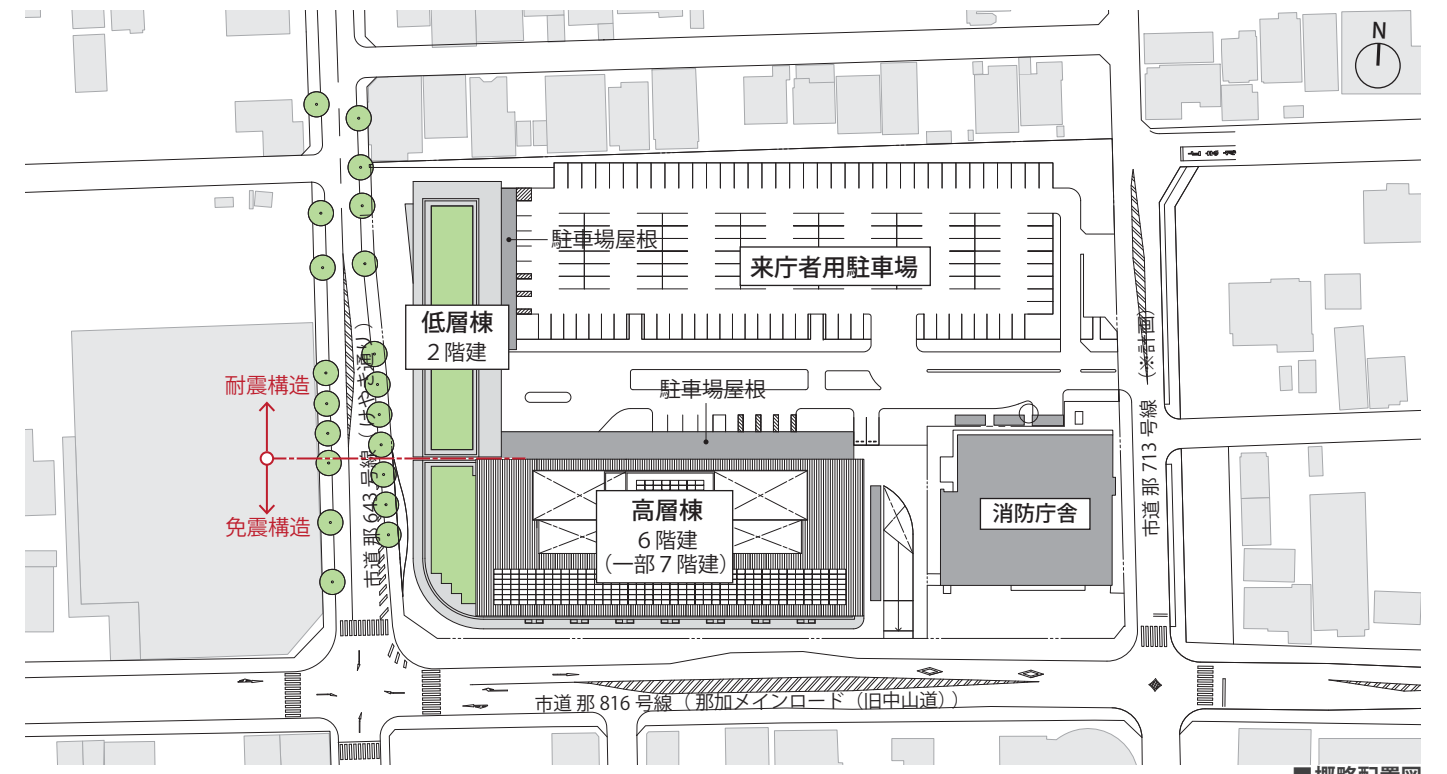 N
駐車場屋根
来庁者用駐車場
低層棟
2階建
耐震構造
駐車場屋根
免震構造
高層棟
6階建
（一部7階建）
消防庁舎
市道 那 643 号線（けやき通り）
市道 那 713 号線（※計画）
市道 那 816 号線（那加メインロード（旧中山道））
■概略配置図